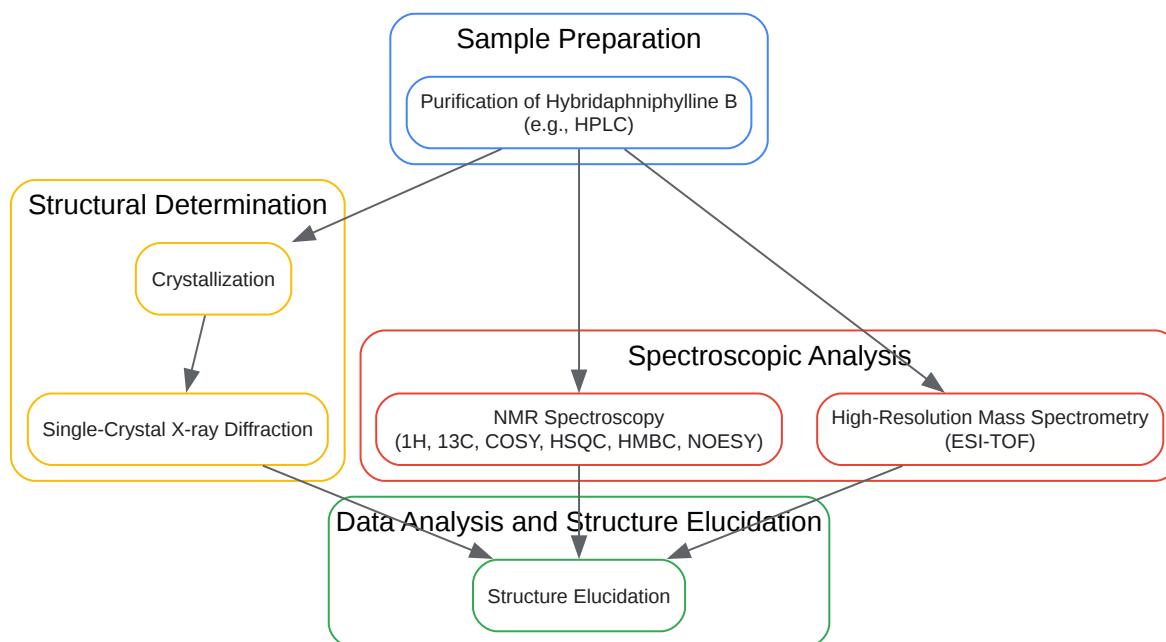 Sample Preparation
Purification of Hybridaphniphylline B
(e.g., HPLC)
Structural Determination
Crystallization
Single-Crystal X-ray Diffraction
Spectroscopic Analysis
NMR Spectroscopy
(1H, 13C, COSY, HSQC, HMBC, NOESY)
High-Resolution Mass Spectrometry
(ESI-TOF)
Data Analysis and Structure Elucidation
Structure Elucidation